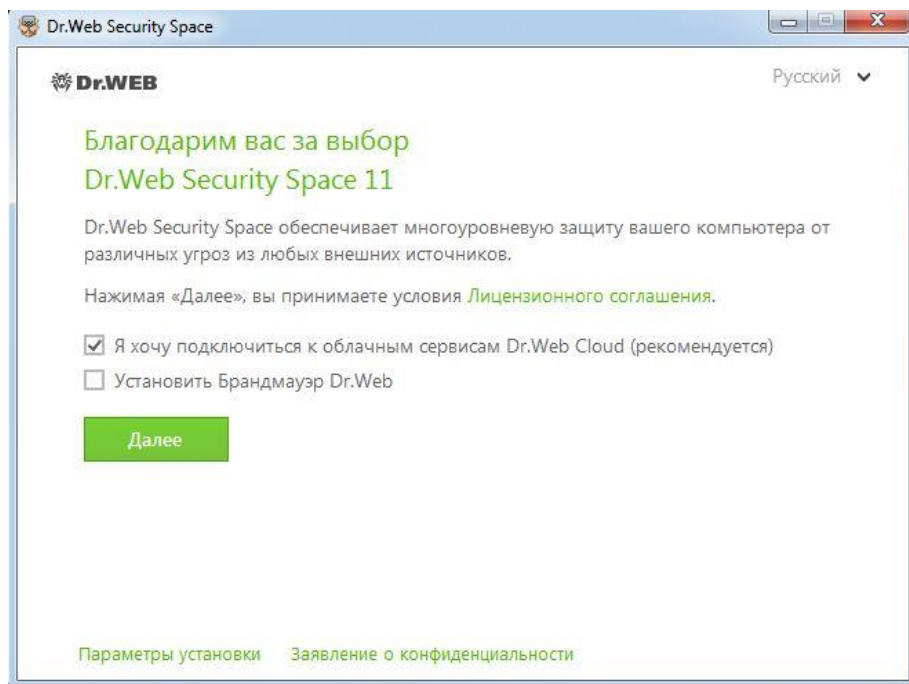 Dr.Web Security Space
Dr.WEB
Русский
Благодарим вас за выбор
Dr.Web Security Space 11
Dr.Web Security Space обеспечивает многоуровневую защиту вашего компьютера от
различных угроз из любых внешних источников.
Нажимая «Далее», вы принимаете условия Лицензионного соглашения.
Я хочу подключиться к облачным сервисам Dr.Web Cloud (рекомендуется)
Установить Брандмауэр Dr.Web
Далее
Параметры установки Заявление о конфиденциальности